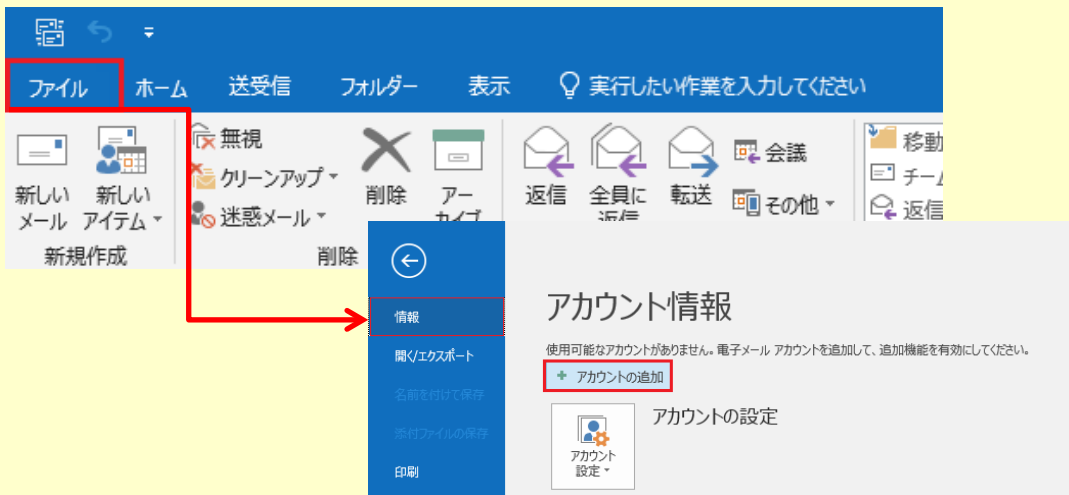 ファイル ホーム 送受信 フォルダー 表示 実行したい作業を入力してください
新しい
メール
新しい
アイテム
新規作成
無視
クリーンアップ
迷惑メール
削除
アー
カイブ
削除
返信
全員に
返信
転送
会議
その他
移動
チーム
返信
情報
開く/エクスポート
名前を付けて保存
添付ファイルの保存
印刷
アカウント情報
使用可能なアカウントがありません。電子メール アカウントを追加して、追加機能を有効にしてください。
+ アカウントの追加
アカウント
設定
アカウントの設定